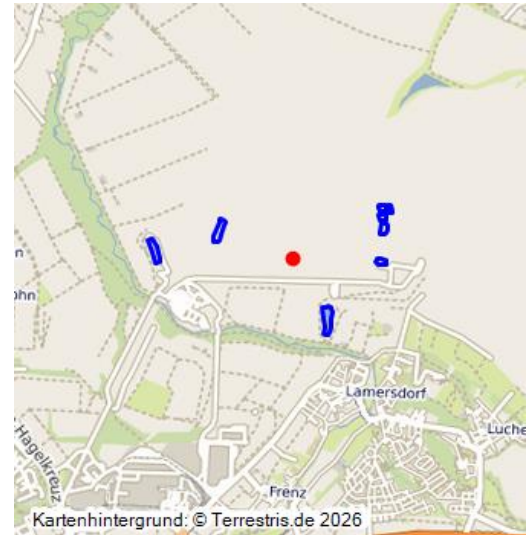 n
ohn
Lamersdorf
Luche
Hagelkreuz
Frenz
Kartenhintergrund: © Terrestris.de 2026